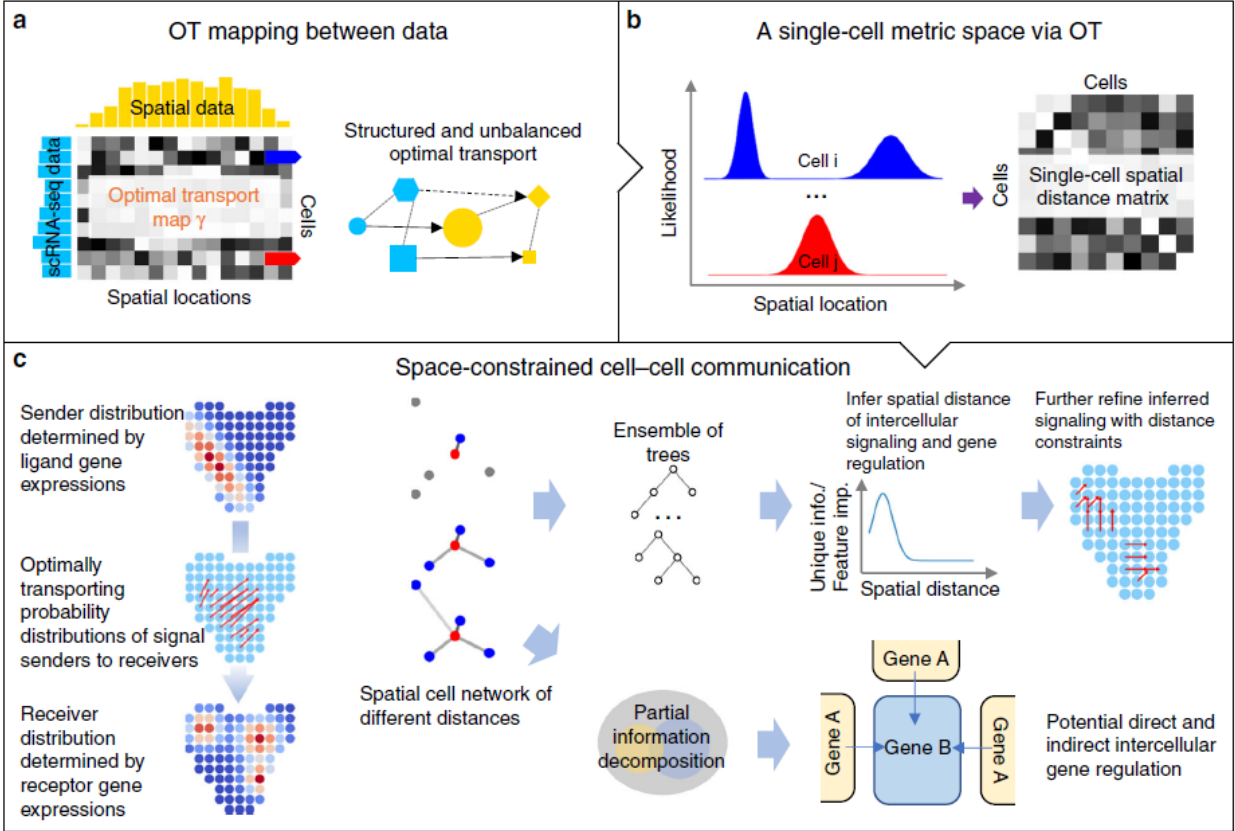 a
OT mapping between data
Spatial data
scRNA-seq data
Optimal transport
map γ
Cells
Spatial locations
Structured and unbalanced
optimal transport
b
A single-cell metric space via OT
Likelihood
Cell i
...
Cell j
Spatial location
Cells
Cells
Single-cell spatial
distance matrix
c
Space-constrained cell–cell communication
Sender distribution
determined by
ligand gene
expressions
Optimally
transporting
probability
distributions of signal
senders to receivers
Receiver
distribution
determined by
receptor gene
expressions
Spatial cell network of
different distances
Ensemble of
trees
...
Infer spatial distance
of intercellular
signaling and gene
regulation
Unique info./
Feature imp.
Spatial distance
Further refine inferred
signaling with distance
constraints
Partial
information
decomposition
Gene A
Gene A
Gene B
Gene A
Potential direct and
indirect intercellular
gene regulation